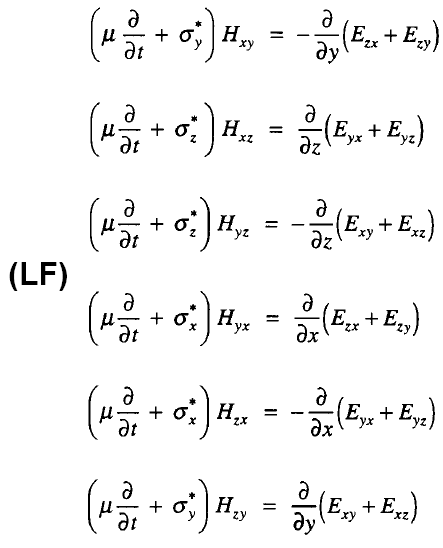 (μ ∂/∂t + σ*_y) H_xy = −∂/∂y (E_zx + E_zy)
(μ ∂/∂t + σ*_z) H_xz = ∂/∂z (E_yx + E_yz)
(μ ∂/∂t + σ*_z) H_yz = −∂/∂z (E_xy + E_xz)
(LF)
(μ ∂/∂t + σ*_x) H_yx = ∂/∂x (E_zx + E_zy)
(μ ∂/∂t + σ*_x) H_zx = −∂/∂x (E_yx + E_yz)
(μ ∂/∂t + σ*_y) H_zy = ∂/∂y (E_xy + E_xz)